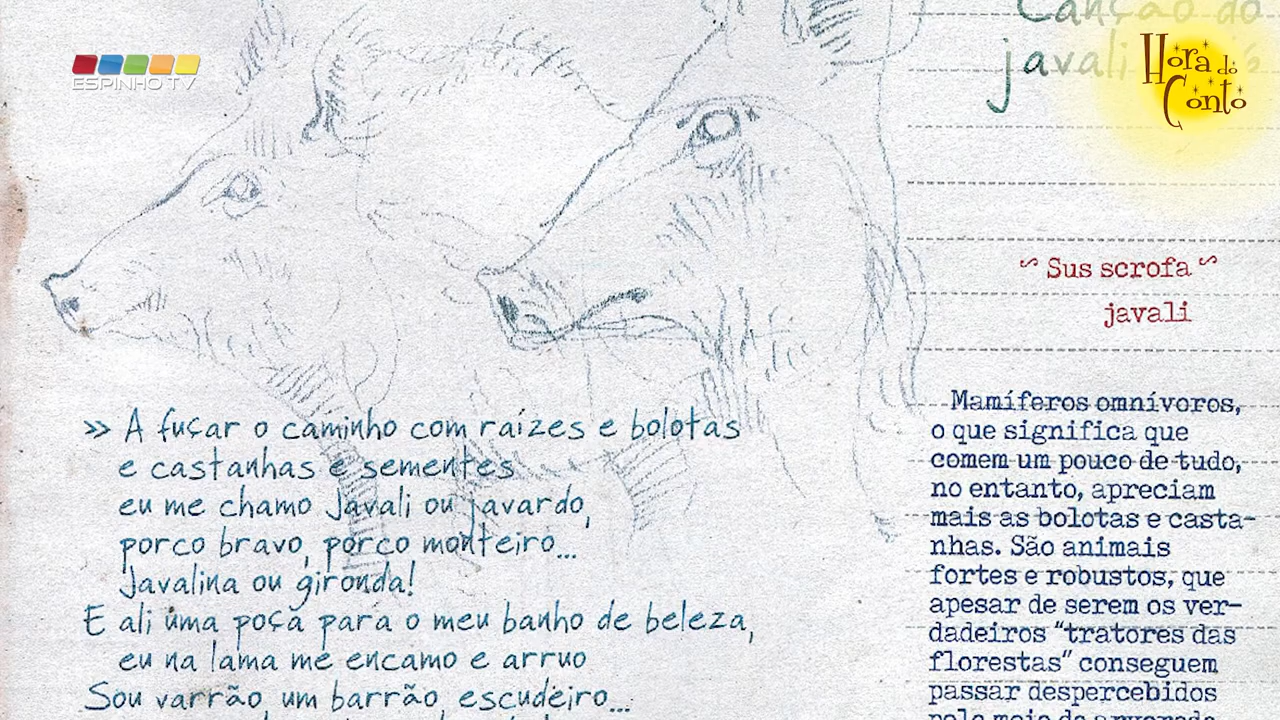 ESPINHO TV
Canção do
javali
Hora do
Conto
Sus scrofa
javali
>> A fuçar o caminho com raízes e bolotas
e castanhas e sementes
eu me chamo Javali ou javardo,
porco bravo, porco monteiro...
Javalina ou gironda!
E ali uma poça para o meu banho de beleza,
eu na lama me encamo e arruo
Sou varrão, um barrão, escudeiro...
Mamíferos omnívoros,
o que significa que
comem um pouco de tudo,
no entanto, apreciam
mais as bolotas e casta-
nhas. São animais
fortes e robustos, que
apesar de serem os ver-
dadeiros “tratores das
florestas” conseguem
passar despercebidos